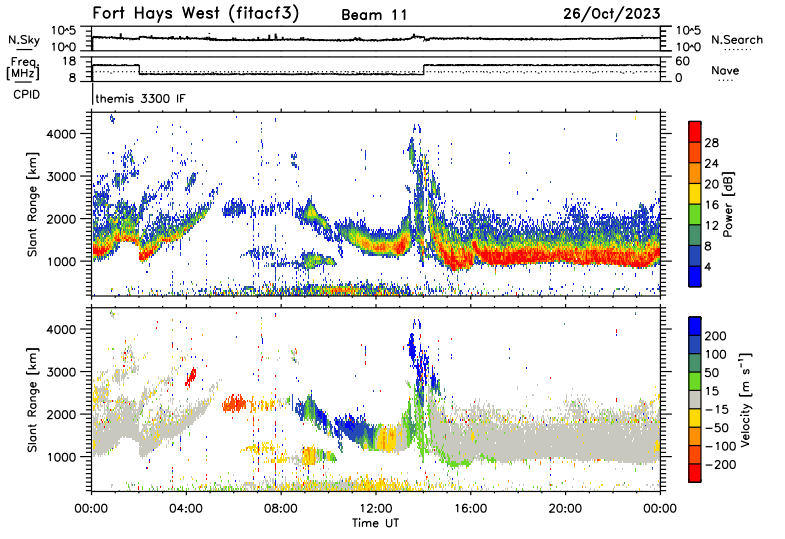 Fort Hays West (fitacf3) Beam 11 26/Oct/2023
10^5 10^5
N.Sky N.Search
10^0 10^0
18 60
Freq. [MHz] Nave
8 0
CPID themis 3300 IF
Slant Range [km]
4000
3000
2000
1000
28
24
20
16
12
8
4
Power [dB]
Slant Range [km]
4000
3000
2000
1000
200
100
50
15
-15
-50
-100
-200
Velocity [m s⁻¹]
00:00 04:00 08:00 12:00 16:00 20:00 00:00
Time UT